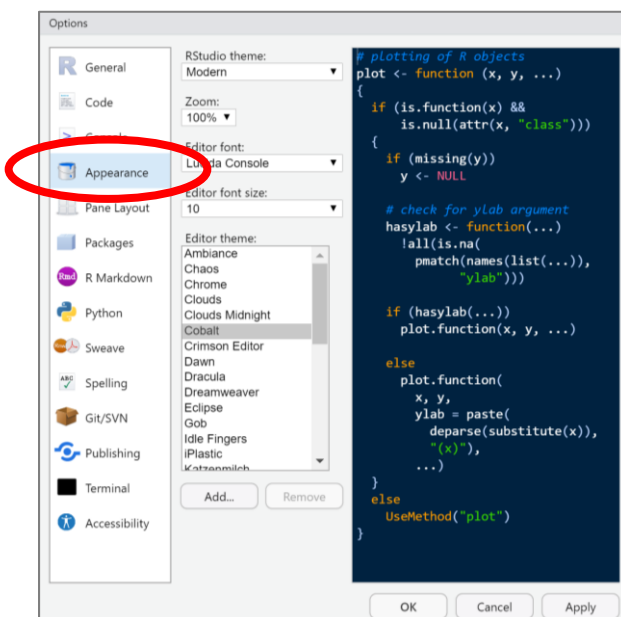 Options
General
Code
Console
Appearance
Pane Layout
Packages
R Markdown
Python
Sweave
Spelling
Git/SVN
Publishing
Terminal
Accessibility
RStudio theme:
Modern
Zoom:
100%
Editor font:
Lucida Console
Editor font size:
10
Editor theme:
Ambiance
Chaos
Chrome
Clouds
Clouds Midnight
Cobalt
Crimson Editor
Dawn
Dracula
Dreamweaver
Eclipse
Gob
Idle Fingers
iPlastic
Katzenmilch
Add...
Remove
# plotting of R objects
plot <- function (x, y, ...)
{
  if (is.function(x) &&
      is.null(attr(x, "class")))
  {
    if (missing(y))
      y <- NULL

    # check for ylab argument
    hasylab <- function(...)
      !all(is.na(
        pmatch(names(list(...)),
              "ylab")))

    if (hasylab(...))
      plot.function(x, y, ...)

    else
      plot.function(
        x, y,
        ylab = paste(
          deparse(substitute(x)),
          "(x)"),
        ...)
  }
  else
    UseMethod("plot")
}
OK
Cancel
Apply